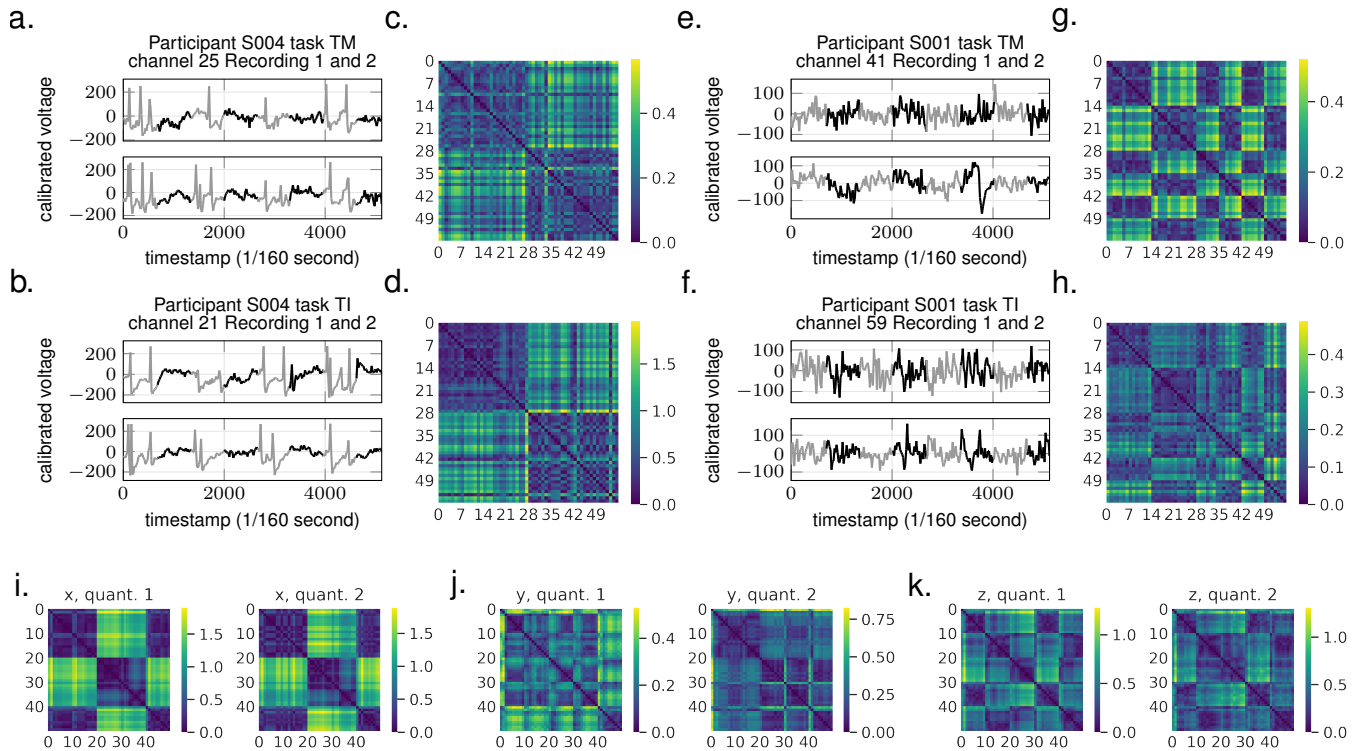 a.
Participant S004 task TM
channel 25 Recording 1 and 2
calibrated voltage
200
0
−200
200
0
−200
0 2000 4000
timestamp (1/160 second)
c.
0
7
14
21
28
35
42
49
0 7 14 21 28 35 42 49
0.4
0.2
0.0
e.
Participant S001 task TM
channel 41 Recording 1 and 2
calibrated voltage
100
0
−100
100
0
−100
0 2000 4000
timestamp (1/160 second)
g.
0
7
14
21
28
35
42
49
0 7 14 21 28 35 42 49
0.4
0.2
0.0
b.
Participant S004 task TI
channel 21 Recording 1 and 2
calibrated voltage
200
0
−200
200
0
−200
0 2000 4000
timestamp (1/160 second)
d.
0
7
14
21
28
35
42
49
0 7 14 21 28 35 42 49
1.5
1.0
0.5
0.0
f.
Participant S001 task TI
channel 59 Recording 1 and 2
calibrated voltage
100
0
−100
100
0
−100
0 2000 4000
timestamp (1/160 second)
h.
0
7
14
21
28
35
42
49
0 7 14 21 28 35 42 49
0.4
0.3
0.2
0.1
0.0
i.
x, quant. 1
0
10
20
30
40
0 10 20 30 40
1.5
1.0
0.5
0.0
x, quant. 2
0
10
20
30
40
0 10 20 30 40
1.5
1.0
0.5
0.0
j.
y, quant. 1
0
10
20
30
40
0 10 20 30 40
0.4
0.2
0.0
y, quant. 2
0
10
20
30
40
0 10 20 30 40
0.75
0.50
0.25
0.00
k.
z, quant. 1
0
10
20
30
40
0 10 20 30 40
1.0
0.5
0.0
z, quant. 2
0
10
20
30
40
0 10 20 30 40
1.0
0.5
0.0